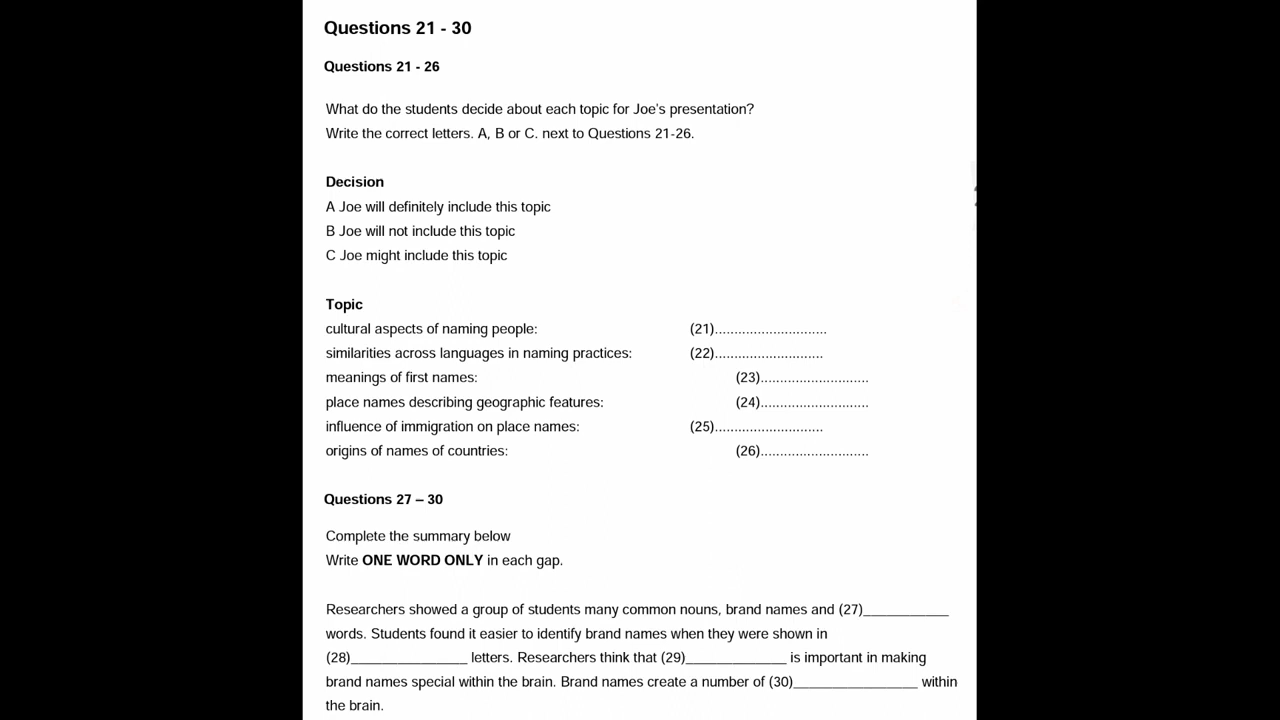 Questions 21 - 30
Questions 21 - 26
What do the students decide about each topic for Joe's presentation?
Write the correct letters. A, B or C. next to Questions 21-26.
Decision
A Joe will definitely include this topic
B Joe will not include this topic
C Joe might include this topic
Topic
cultural aspects of naming people: (21)............................
similarities across languages in naming practices: (22)............................
meanings of first names: (23)............................
place names describing geographic features: (24)............................
influence of immigration on place names: (25)............................
origins of names of countries: (26)............................
Questions 27 – 30
Complete the summary below
Write ONE WORD ONLY in each gap.
Researchers showed a group of students many common nouns, brand names and (27)___________
words. Students found it easier to identify brand names when they were shown in
(28)_______________ letters. Researchers think that (29)_____________ is important in making
brand names special within the brain. Brand names create a number of (30)________________ within
the brain.